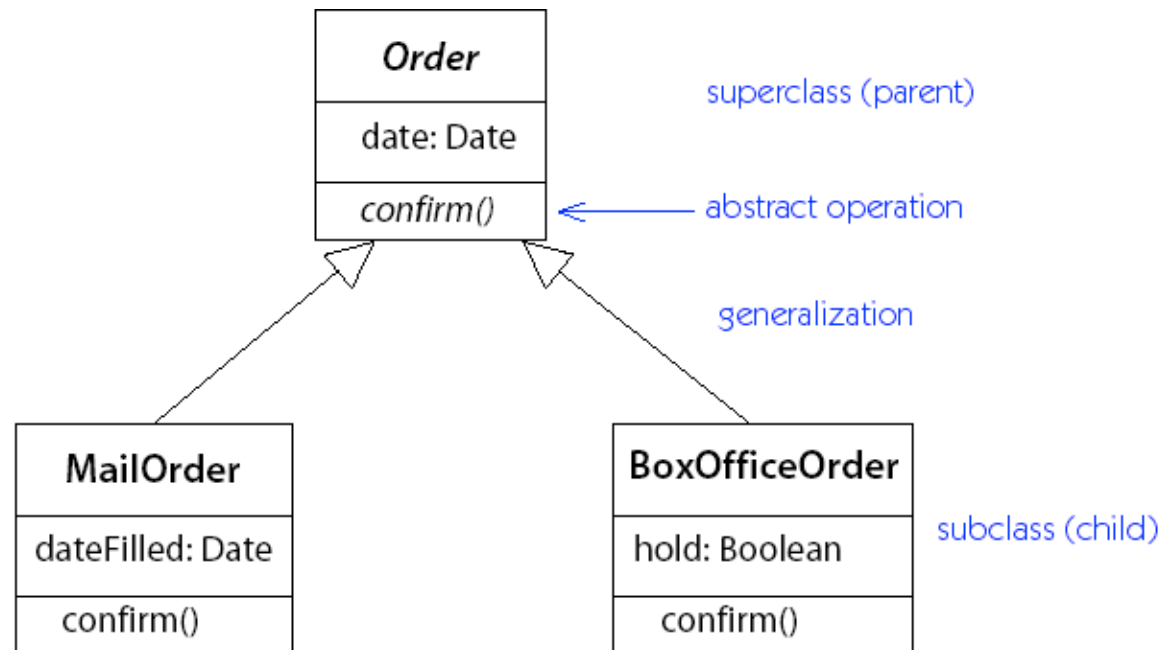 Order
superclass (parent)
date: Date
confirm()
abstract operation
generalization
MailOrder
BoxOfficeOrder
dateFilled: Date
hold: Boolean
subclass (child)
confirm()
confirm()